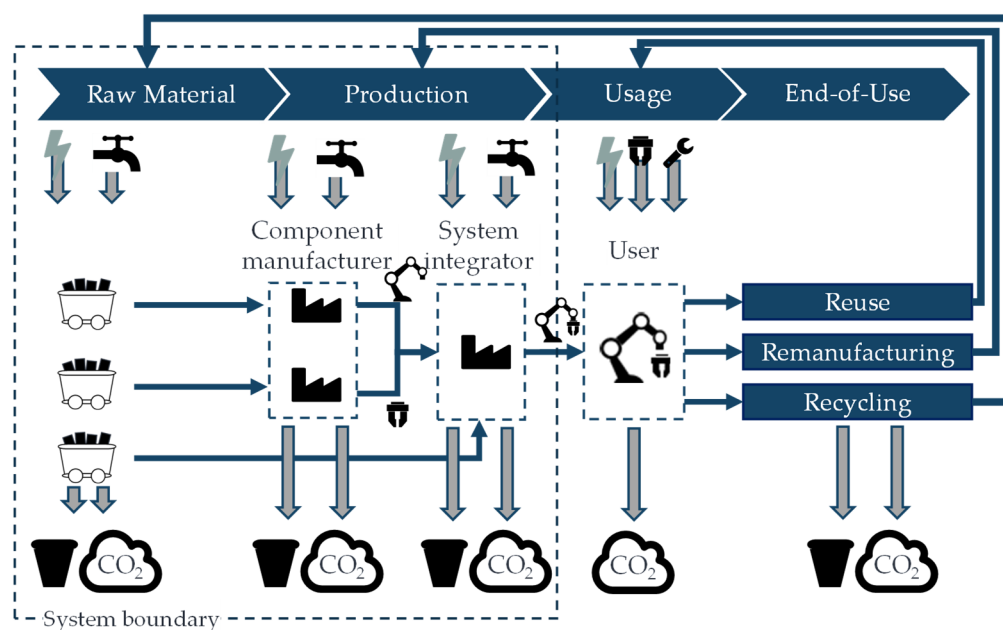 Raw Material
Production
Usage
End-of-Use
Component
manufacturer
System
integrator
User
Reuse
Remanufacturing
Recycling
CO2
CO2
CO2
CO2
CO2
System boundary